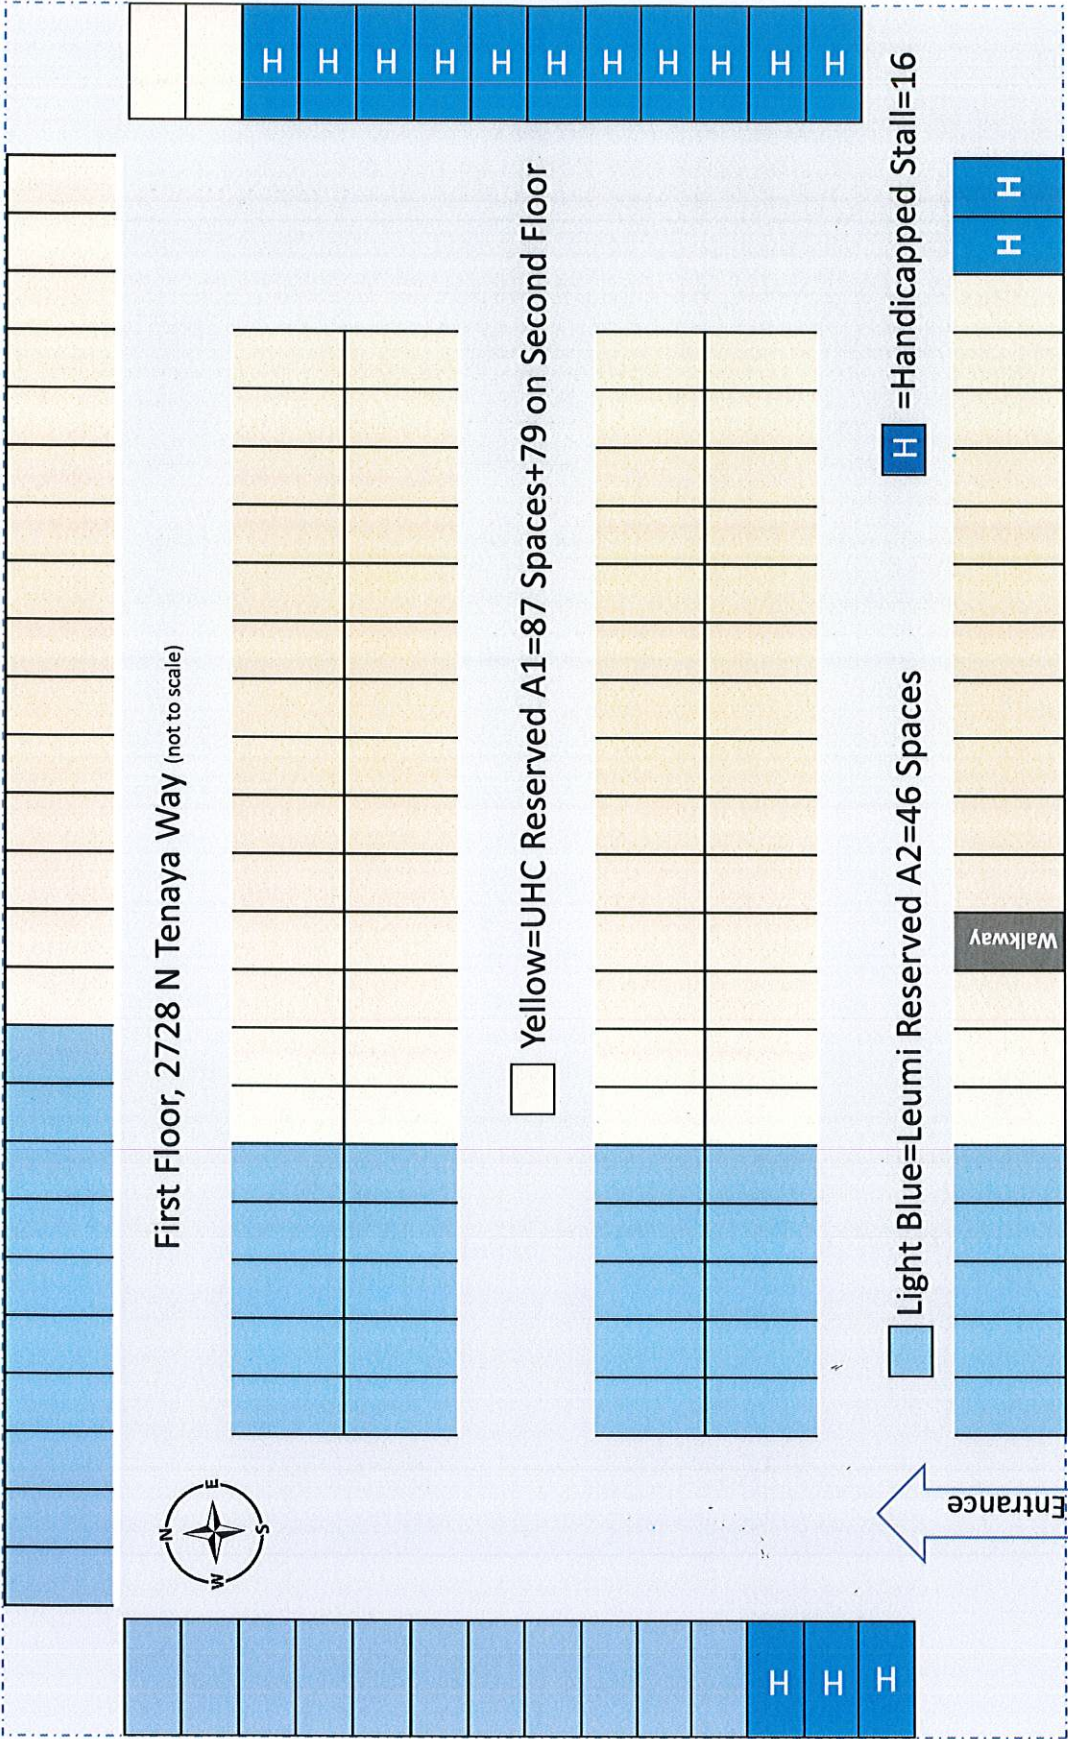 H H H H H H H H H H H
H
H
First Floor, 2728 N Tenaya Way (not to scale)
Yellow=UHC Reserved A1=87 Spaces+79 on Second Floor
H =Handicapped Stall=16
Light Blue=Leumi Reserved A2=46 Spaces
Walkway
N
E
S
W
Entrance
H H H